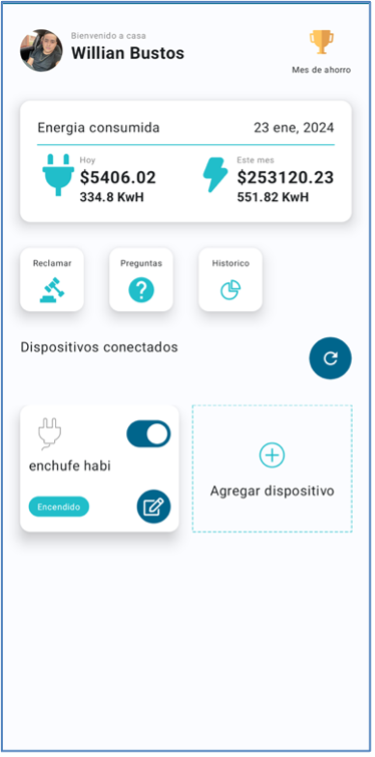 Bienvenido a casa
Willian Bustos
Mes de ahorro
Energia consumida
23 ene, 2024
Hoy
$5406.02
334.8 KwH
Este mes
$253120.23
551.82 KwH
Reclamar
Preguntas
Historico
Dispositivos conectados
enchufe habi
Encendido
Agregar dispositivo